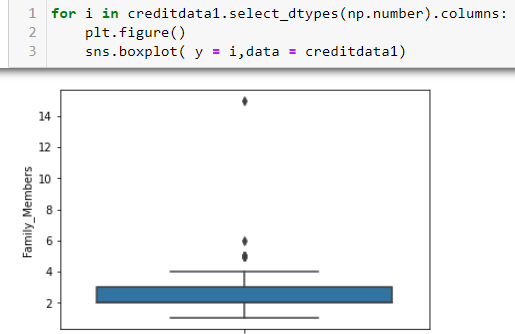 1 for i in creditdata1.select_dtypes(np.number).columns:
2     plt.figure()
3     sns.boxplot( y = i,data = creditdata1)
14
12
10
8
6
4
2
Family_Members